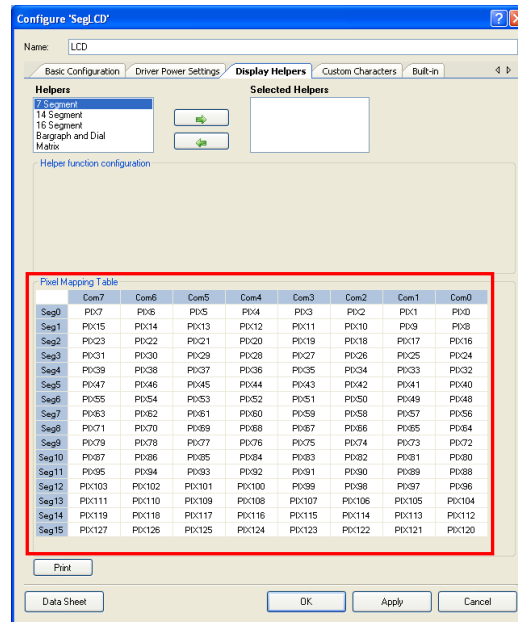 Configure 'SegLCD'
Name: LCD
Basic Configuration Driver Power Settings Display Helpers Custom Characters Built-in
Helpers Selected Helpers
7 Segment
14 Segment
16 Segment
Bargraph and Dial
Matrix
Helper function configuration
Pixel Mapping Table
Com7 Com6 Com5 Com4 Com3 Com2 Com1 Com0
Seg0 PIX7 PIX6 PIX5 PIX4 PIX3 PIX2 PIX1 PIX0
Seg1 PIX15 PIX14 PIX13 PIX12 PIX11 PIX10 PIX9 PIX8
Seg2 PIX23 PIX22 PIX21 PIX20 PIX19 PIX18 PIX17 PIX16
Seg3 PIX31 PIX30 PIX29 PIX28 PIX27 PIX26 PIX25 PIX24
Seg4 PIX39 PIX38 PIX37 PIX36 PIX35 PIX34 PIX33 PIX32
Seg5 PIX47 PIX46 PIX45 PIX44 PIX43 PIX42 PIX41 PIX40
Seg6 PIX55 PIX54 PIX53 PIX52 PIX51 PIX50 PIX49 PIX48
Seg7 PIX63 PIX62 PIX61 PIX60 PIX59 PIX58 PIX57 PIX56
Seg8 PIX71 PIX70 PIX69 PIX68 PIX67 PIX66 PIX65 PIX64
Seg9 PIX79 PIX78 PIX77 PIX76 PIX75 PIX74 PIX73 PIX72
Seg10 PIX87 PIX86 PIX85 PIX84 PIX83 PIX82 PIX81 PIX80
Seg11 PIX95 PIX94 PIX93 PIX92 PIX91 PIX90 PIX89 PIX88
Seg12 PIX103 PIX102 PIX101 PIX100 PIX99 PIX98 PIX97 PIX96
Seg13 PIX111 PIX110 PIX109 PIX108 PIX107 PIX106 PIX105 PIX104
Seg14 PIX119 PIX118 PIX117 PIX116 PIX115 PIX114 PIX113 PIX112
Seg15 PIX127 PIX126 PIX125 PIX124 PIX123 PIX122 PIX121 PIX120
Print
Data Sheet OK Apply Cancel